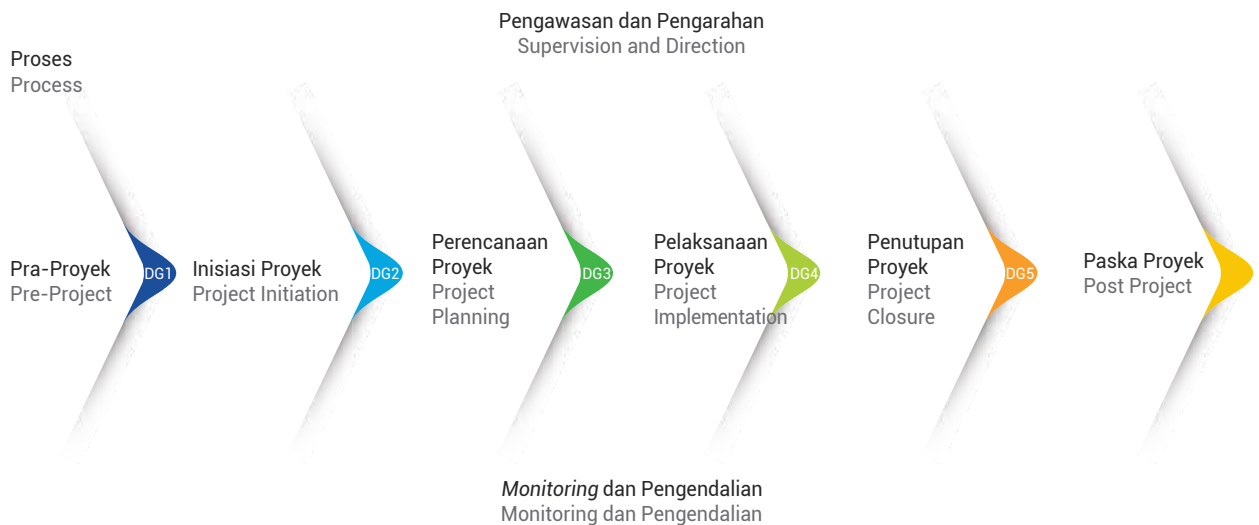 Pengawasan dan Pengarahan
Supervision and Direction
Proses
Process
Pra-Proyek
Pre-Project
DG1
Inisiasi Proyek
Project Initiation
DG2
Perencanaan
Proyek
Project
Planning
DG3
Pelaksanaan
Proyek
Project
Implementation
DG4
Penutupan
Proyek
Project
Closure
DG5
Paska Proyek
Post Project
Monitoring dan Pengendalian
Monitoring dan Pengendalian